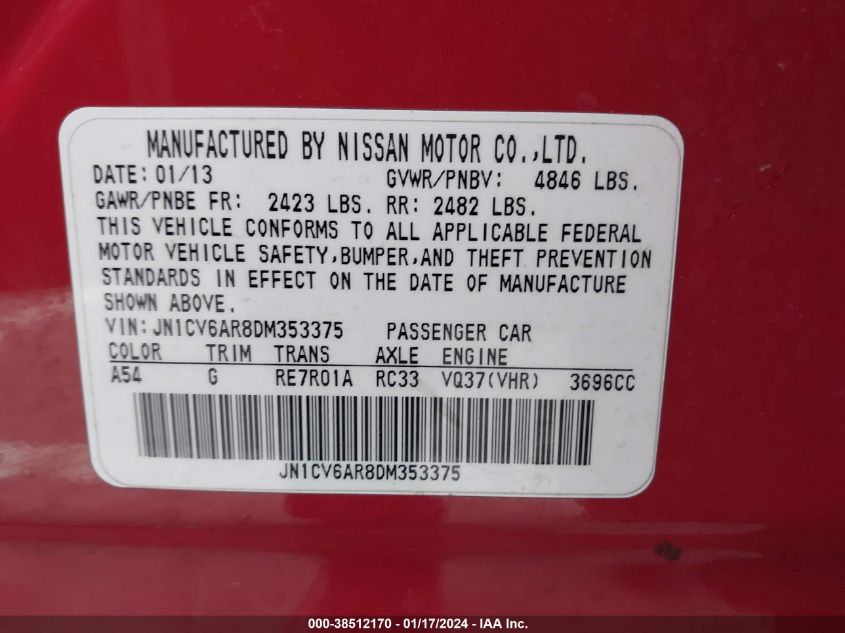 MANUFACTURED BY NISSAN MOTOR CO.,LTD.
DATE: 01/13 GVWR/PNBV: 4846 LBS.
GAWR/PNBE FR: 2423 LBS. RR: 2482 LBS.
THIS VEHICLE CONFORMS TO ALL APPLICABLE FEDERAL
MOTOR VEHICLE SAFETY,BUMPER,AND THEFT PREVENTION
STANDARDS IN EFFECT ON THE DATE OF MANUFACTURE
SHOWN ABOVE.
VIN: JN1CV6AR8DM353375 PASSENGER CAR
COLOR TRIM TRANS AXLE ENGINE
A54 G RE7R01A RC33 VQ37(VHR) 3696CC
JN1CV6AR8DM353375
000-38512170 - 01/17/2024 - IAA Inc.